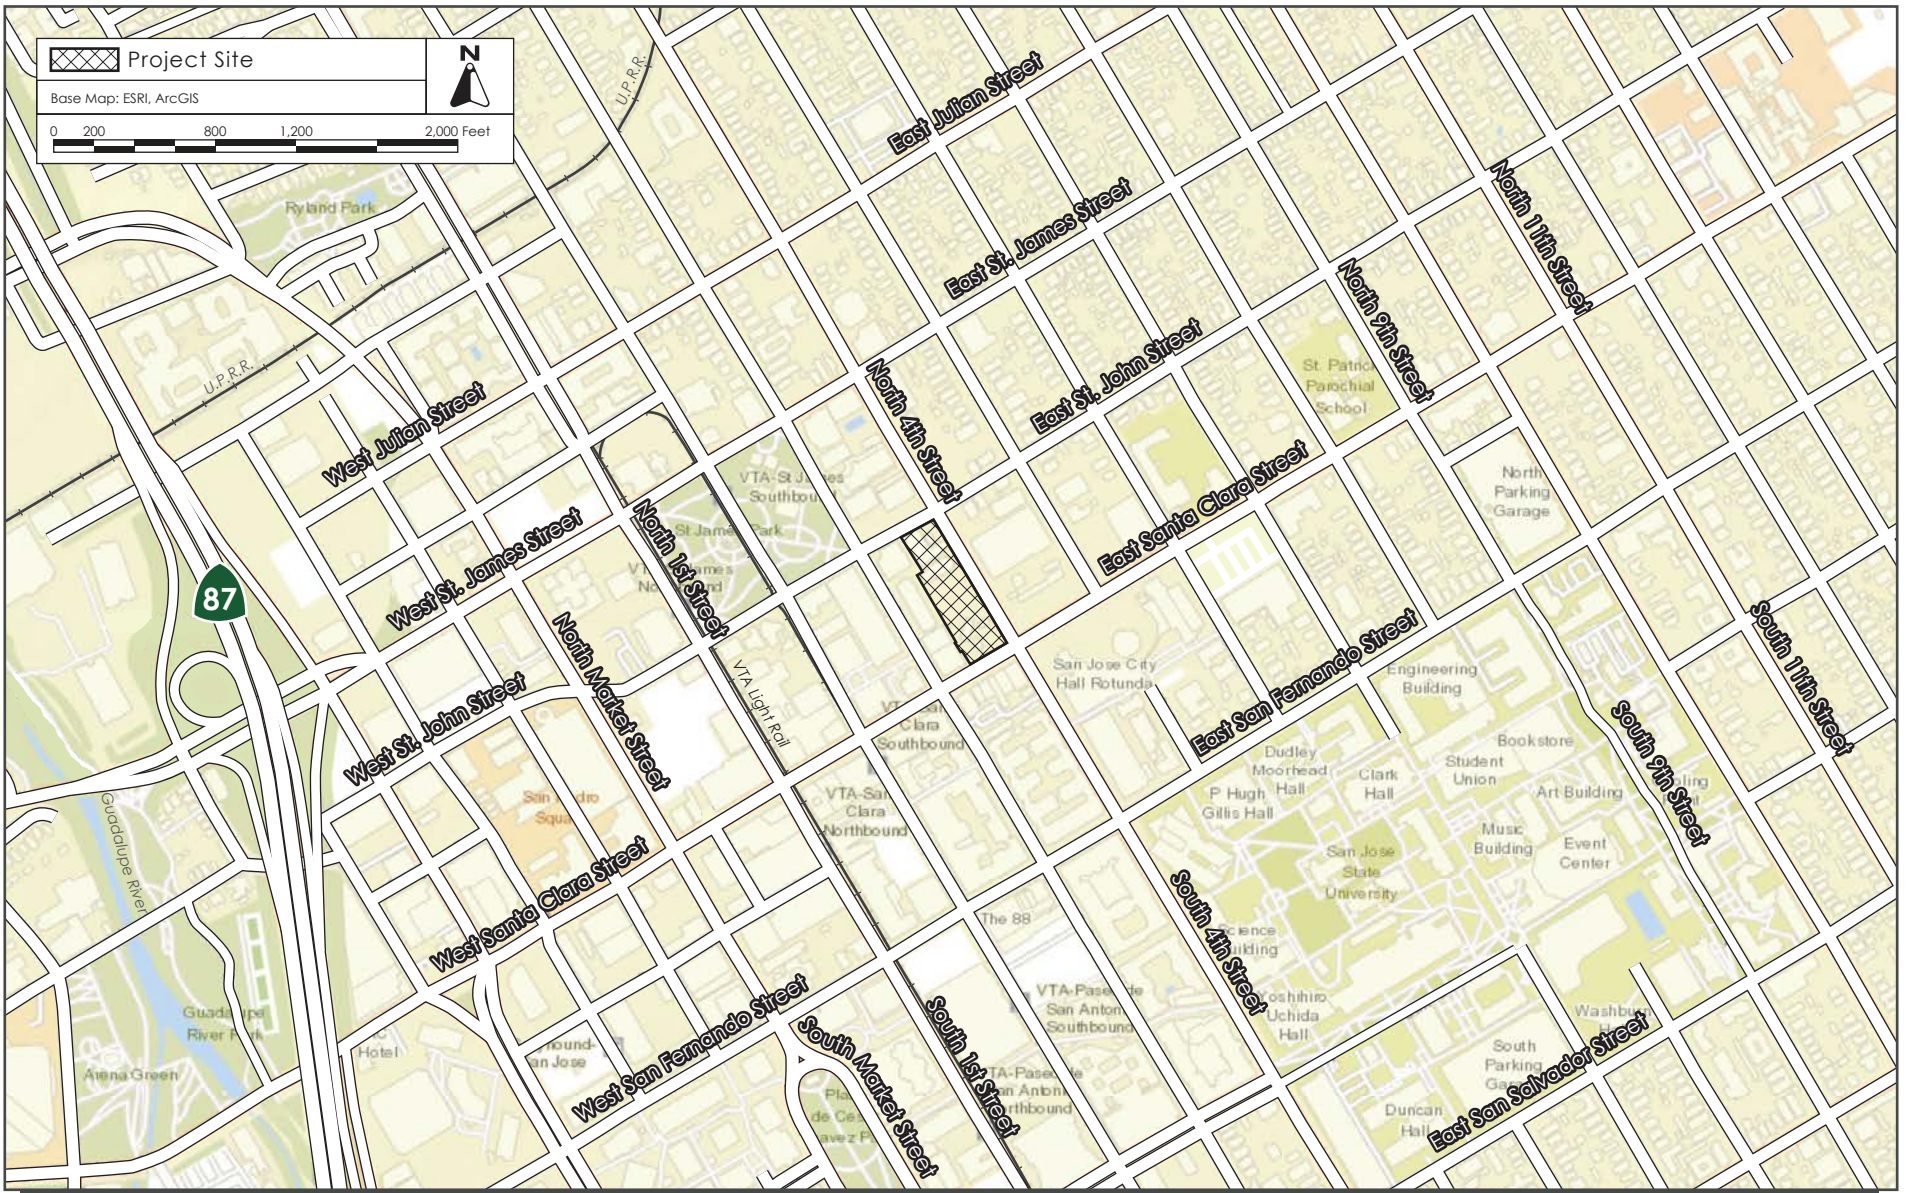 Project Site
N
Base Map: ESRI, ArcGIS
0 200 800 1,200 2,000 Feet
U.P.R.R.
East Julian Street
Ryland Park
East St. James Street
North 11th Street
North 9th Street
U.P.R.R.
East St. John Street
St. Patrick
Parochial
School
North 4th Street
West Julian Street
East Santa Clara Street
VTA-St James
Southbound
North
Parking
Garage
West St. James Street
North 1st Street
St James Park
87
North Market Street
East San Fernando Street
South 11th Street
San Jose City
Hall Rotunda
Engineering
Building
VTA Light Rail
West St. John Street
Clara
Southbound
South 9th Street
Bookstore
Dudley
Moorhead
Hall
Clark
Hall
Student
Union
Art Building
P Hugh
Gillis Hall
VTA-San
Clara
Northbound
Guadalupe River
Music
Building
Event
Center
San Jose
State
University
West Santa Clara Street
South 4th Street
The 88
Science
Building
VTA-Paseo de
San Antonio
Southbound
Yoshihiro
Uchida
Hall
West San Fernando Street
South Market Street
South 1st Street
Guadalupe
River Park
Hotel
Arena Green
South
Parking
East San Salvador Street
Duncan
Hall